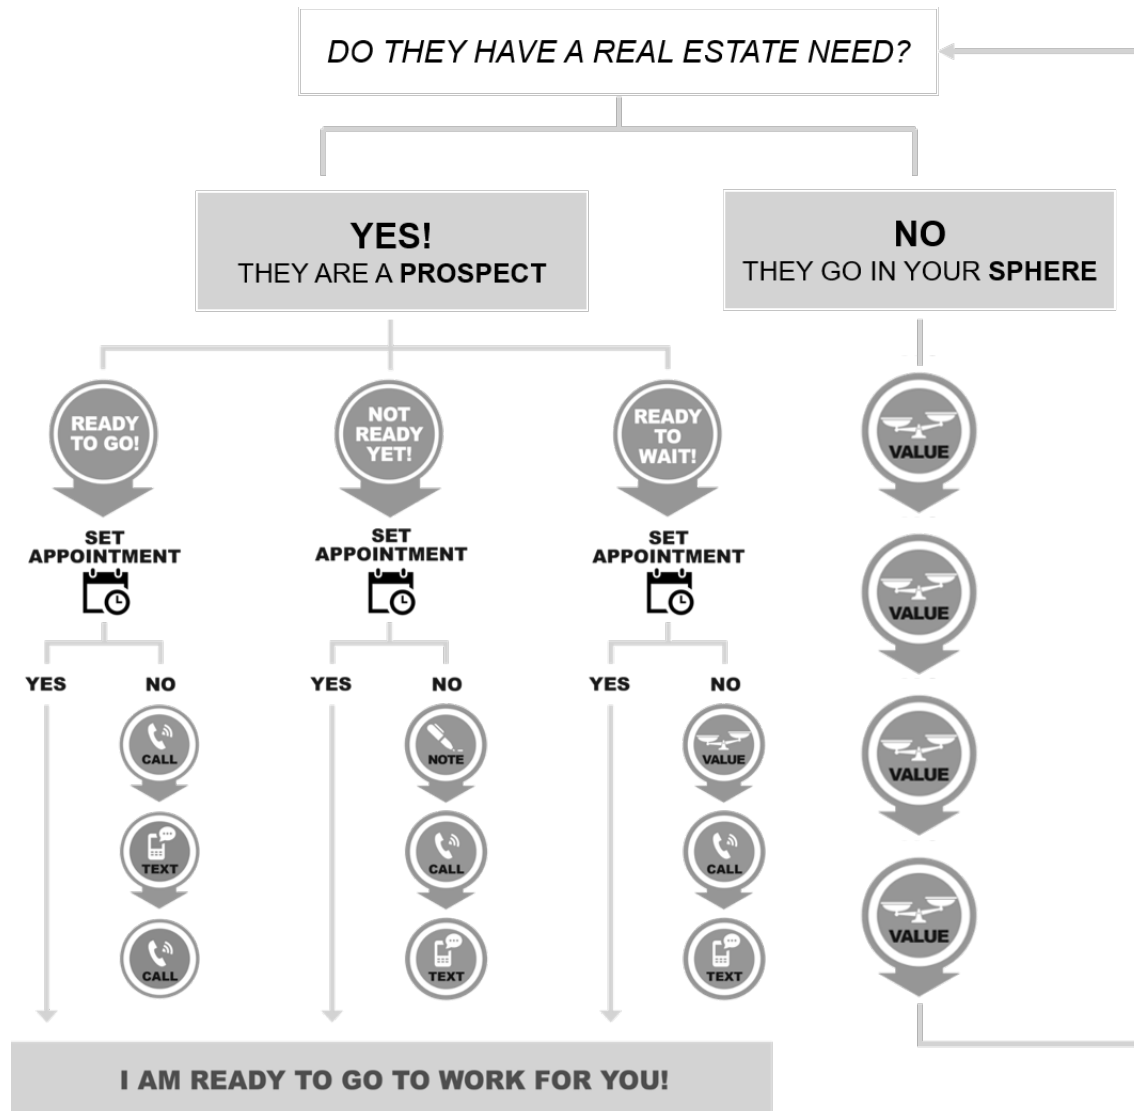 DO THEY HAVE A REAL ESTATE NEED?
YES!
THEY ARE A PROSPECT
NO
THEY GO IN YOUR SPHERE
READY
TO GO!
NOT
READY
YET!
READY
TO
WAIT!
VALUE
SET
APPOINTMENT
SET
APPOINTMENT
SET
APPOINTMENT
VALUE
YES
NO
YES
NO
YES
NO
CALL
NOTE
VALUE
VALUE
TEXT
CALL
CALL
VALUE
CALL
TEXT
TEXT
I AM READY TO GO TO WORK FOR YOU!